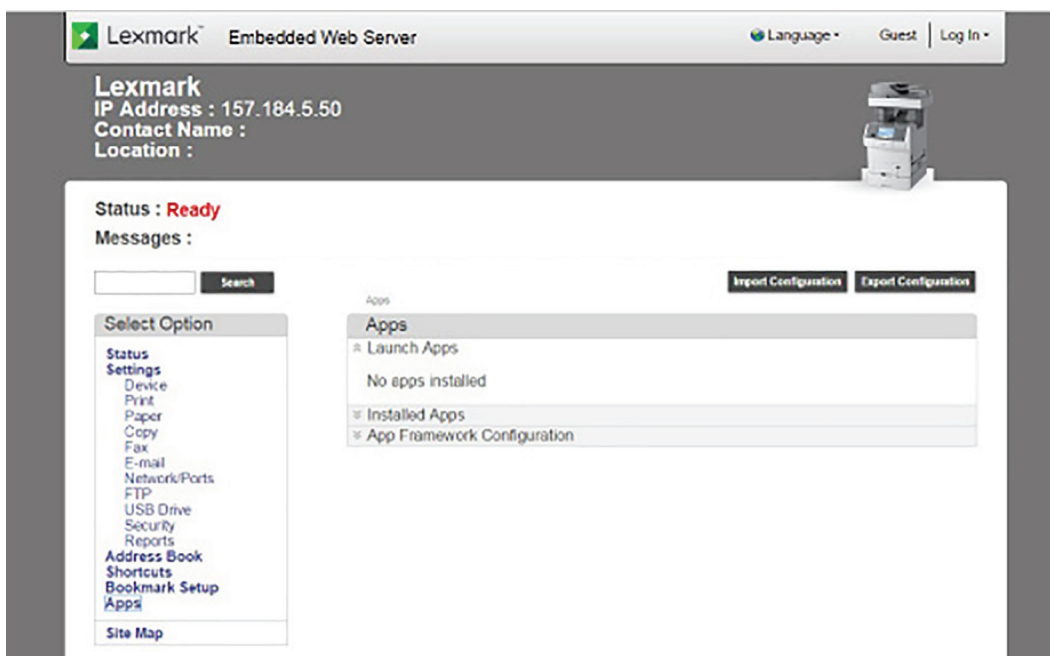 Lexmark™ Embedded Web Server Language Guest Log In
Lexmark
IP Address : 157.184.5.50
Contact Name :
Location :
Status : Ready
Messages :
Search
Import Configuration Export Configuration
Apps
Select Option
Status
Settings
Device
Print
Paper
Copy
Fax
E-mail
Network/Ports
FTP
USB Drive
Security
Reports
Address Book
Shortcuts
Bookmark Setup
Apps
Site Map
Apps
Launch Apps
No apps installed
Installed Apps
App Framework Configuration